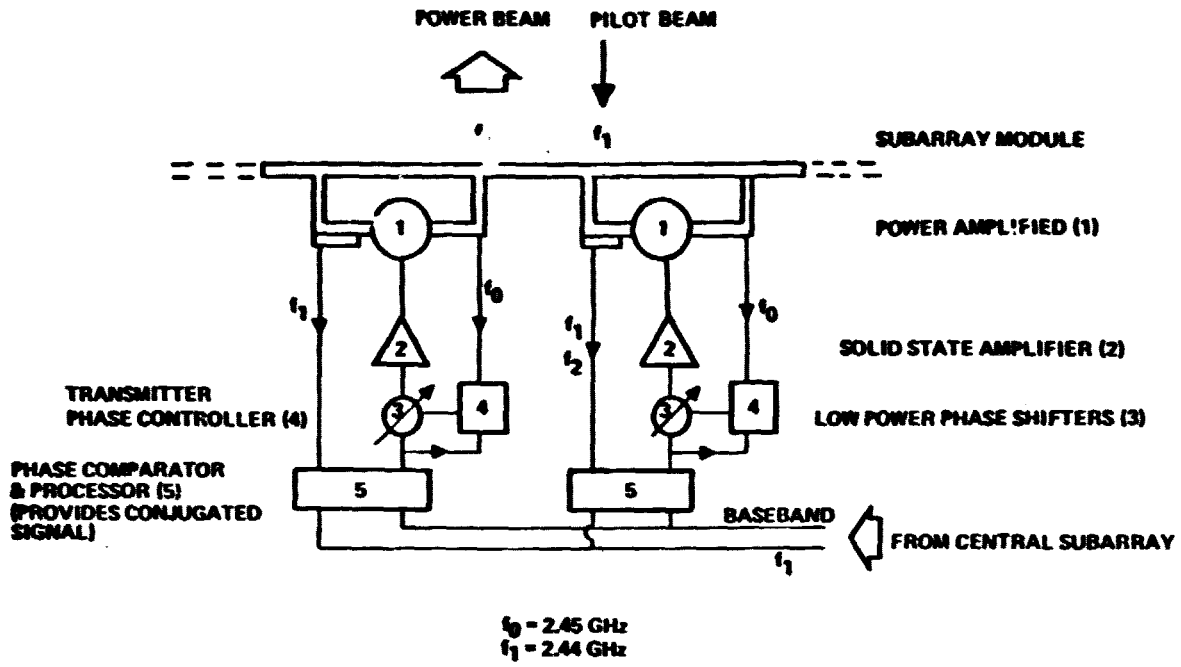 POWER BEAM
PILOT BEAM
f1
SUBARRAY MODULE
1
1
POWER AMPLIFIED (1)
f1
f0
f1
f2
f0
2
2
SOLID STATE AMPLIFIER (2)
TRANSMITTER
PHASE CONTROLLER (4)
3
4
3
4
LOW POWER PHASE SHIFTERS (3)
PHASE COMPARATOR
& PROCESSOR (5)
(PROVIDES CONJUGATED
SIGNAL)
5
5
BASEBAND
FROM CENTRAL SUBARRAY
f1
f0 = 2.45 GHz
f1 = 2.44 GHz